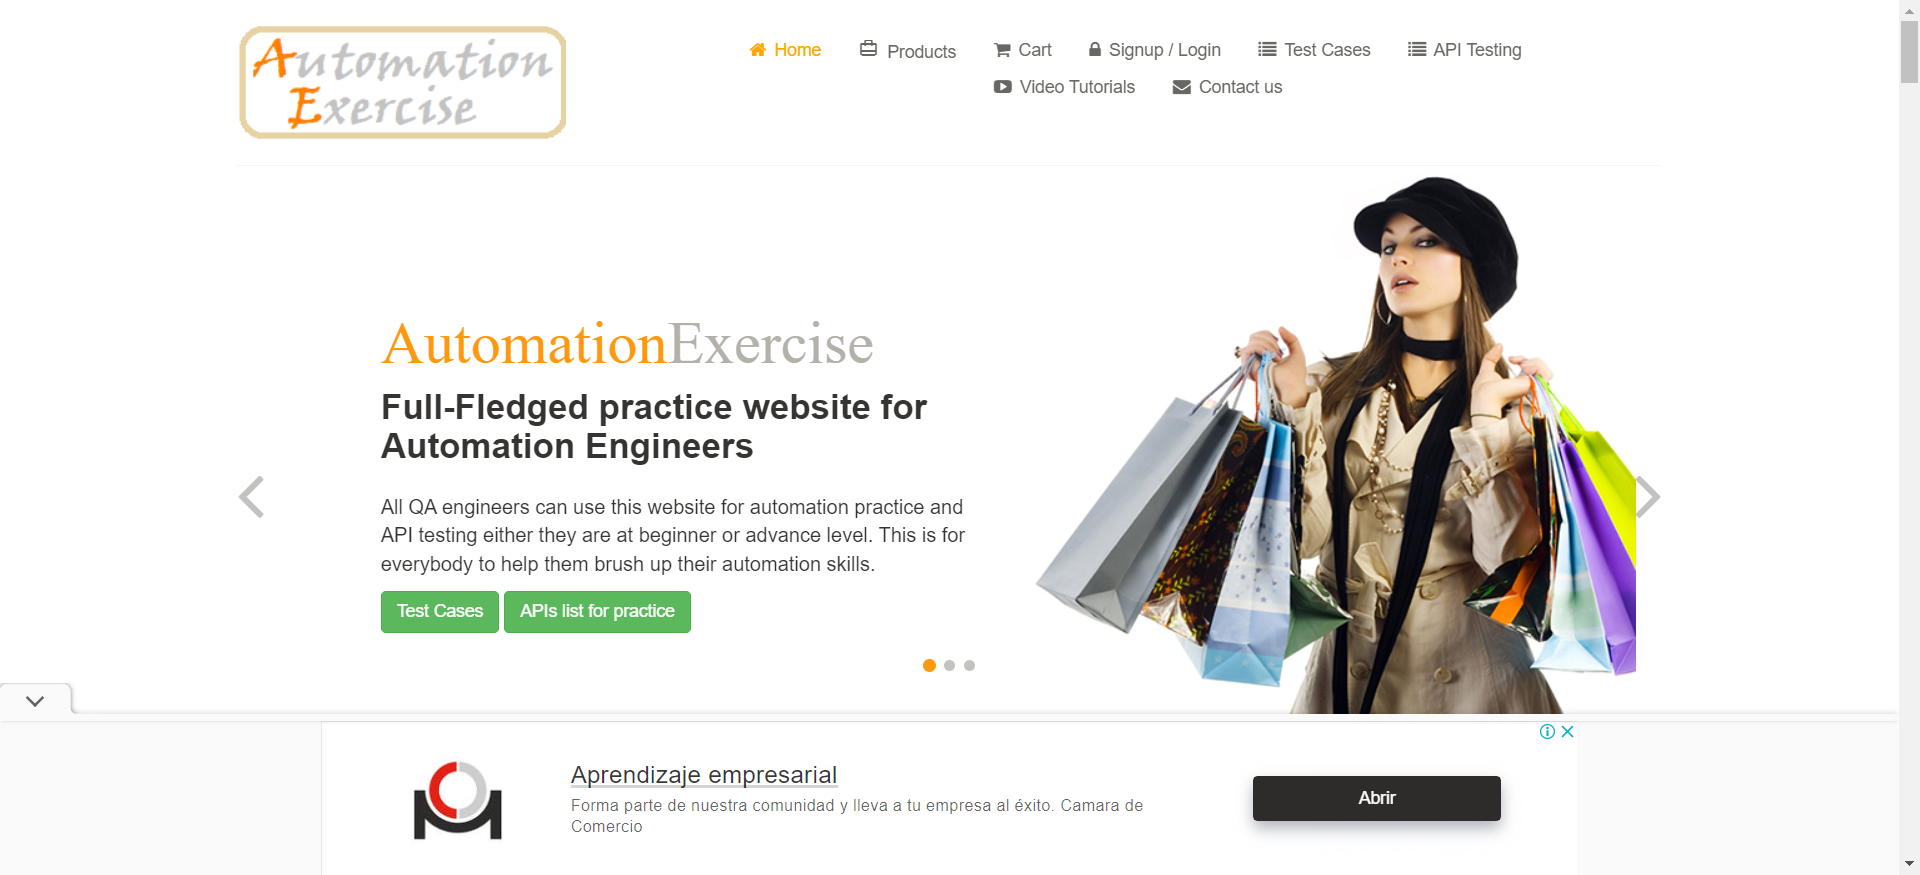 Automation
Exercise
Home
Products
Cart
Signup / Login
Test Cases
API Testing
Video Tutorials
Contact us
AutomationExercise
Full-Fledged practice website for
Automation Engineers
All QA engineers can use this website for automation practice and
API testing either they are at beginner or advance level. This is for
everybody to help them brush up their automation skills.
Test Cases
APIs list for practice
Aprendizaje empresarial
Forma parte de nuestra comunidad y lleva a tu empresa al éxito. Camara de
Comercio
Abrir